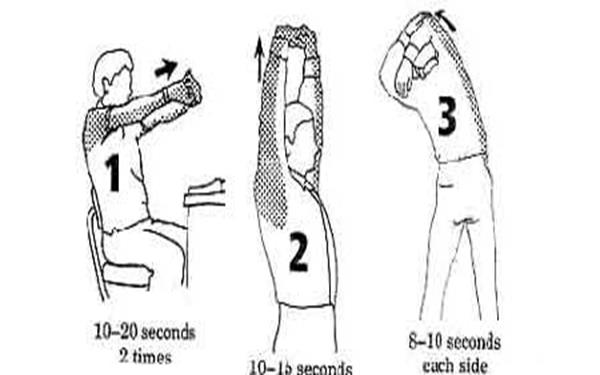 1
2
3
10–20 seconds
2 times
10–15 seconds
8–10 seconds
each side